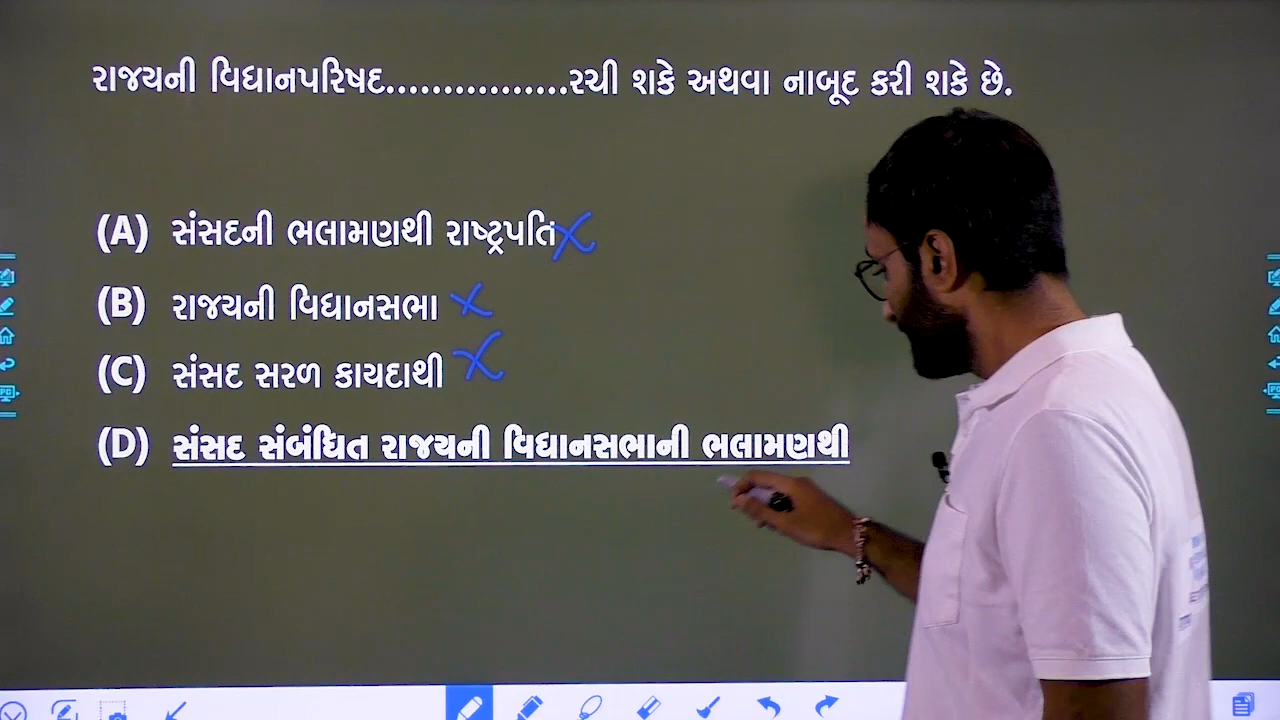 રાજ્યની વિધાનપરિષદ................રચી શકે અથવા નાબૂદ કરી શકે છે.
(A) સંસદની ભલામણથી રાષ્ટ્રપતિ
(B) રાજ્યની વિધાનસભા
(C) સંસદ સરળ કાયદાથી
(D) સંસદ સંબંધિત રાજ્યની વિધાનસભાની ભલામણથી